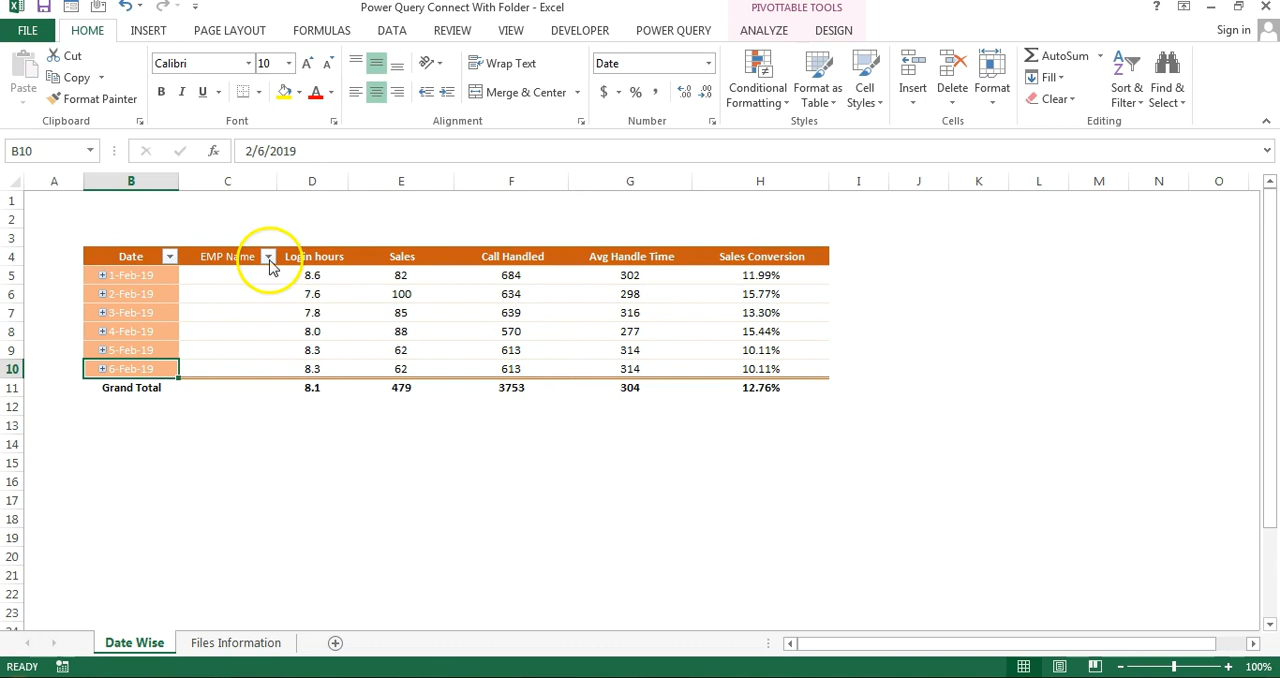 Power Query Connect With Folder - Excel
PIVOTTABLE TOOLS
?
FILE HOME INSERT PAGE LAYOUT FORMULAS DATA REVIEW VIEW DEVELOPER POWER QUERY ANALYZE DESIGN Sign in
Paste
Cut
Copy
Format Painter
Clipboard
Calibri 10
B I U
Font
Wrap Text
Merge & Center
Alignment
Date
$ % ,
Number
Conditional Formatting
Format as Table
Cell Styles
Styles
Insert Delete Format
Cells
AutoSum
Fill
Clear
Sort & Filter
Find & Select
Editing
B10 fx 2/6/2019
A B C D E F G H I J K L M N O
1
2
3
4 Date EMP Name Login hours Sales Call Handled Avg Handle Time Sales Conversion
5 1-Feb-19 8.6 82 684 302 11.99%
6 2-Feb-19 7.6 100 634 298 15.77%
7 3-Feb-19 7.8 85 639 316 13.30%
8 4-Feb-19 8.0 88 570 277 15.44%
9 5-Feb-19 8.3 62 613 314 10.11%
10 6-Feb-19 8.3 62 613 314 10.11%
11 Grand Total 8.1 479 3753 304 12.76%
12
13
14
15
16
17
18
19
20
21
22
23
Date Wise Files Information
READY 100%